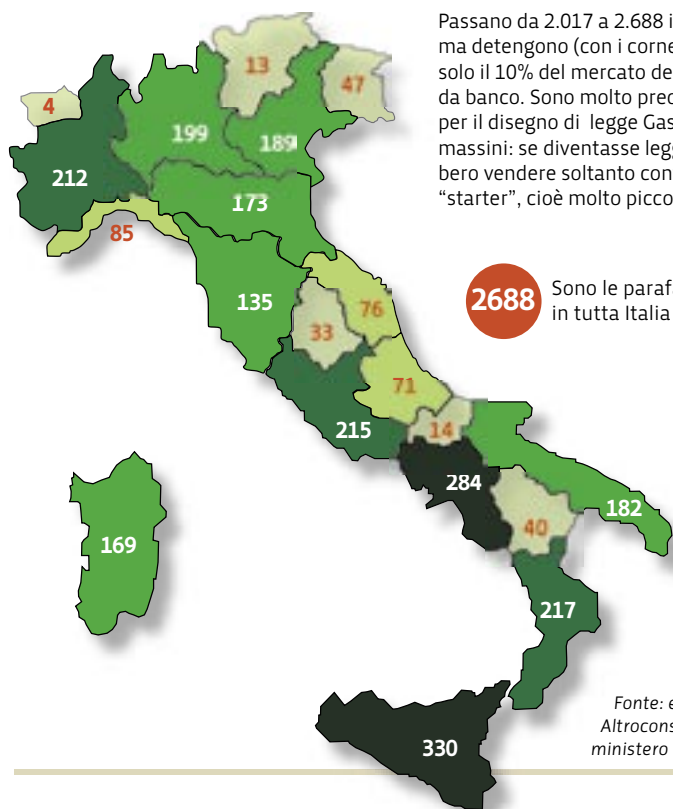 Passano da 2.017 a 2.688 i
ma detengono (con i corne
solo il 10% del mercato de
da banco. Sono molto prec
per il disegno di legge Gas
massini: se diventasse legg
bero vendere soltanto con
“starter”, cioè molto picco
13
47
4
199
189
212
173
85
2688
Sono le parafa
in tutta Italia
135
76
33
71
215
14
284
182
40
169
217
330
Fonte: e
Altrocons
ministero